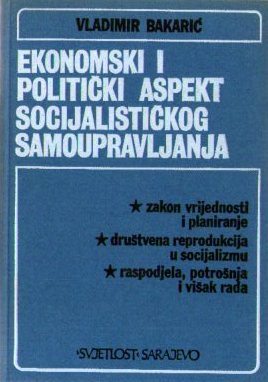 VLADIMIR BAKARIĆ
EKONOMSKI I
POLITIČKI ASPEKT
SOCIJALISTIČKOG
SAMOUPRAVLJANJA
★ zakon vrijednosti
i planiranje
★ društvena reprodukcija
u socijalizmu
★ raspodjela, potrošnja
i višak rada
»SVJETLOST« SARAJEVO